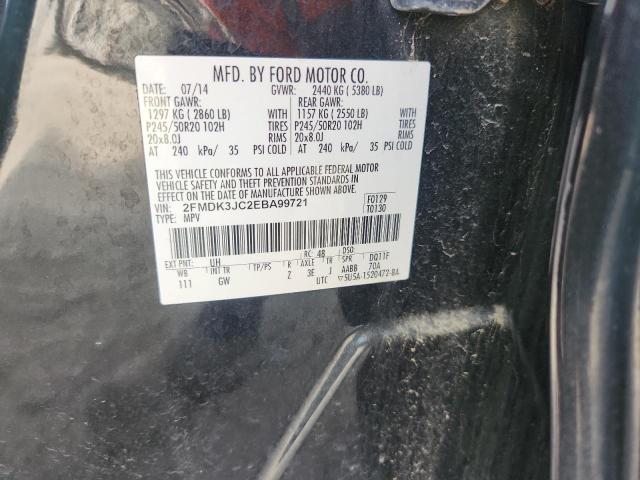 MFD. BY FORD MOTOR CO.
DATE: 07/14 GVWR: 2440 KG ( 5380 LB)
FRONT GAWR: REAR GAWR:
1297 KG ( 2860 LB) WITH 1157 KG ( 2550 LB) WITH
P245/50R20 102H TIRES P245/50R20 102H TIRES
20x8.0J RIMS 20x8.0J RIMS
AT 240 kPa/ 35 PSI COLD AT 240 kPa/ 35 PSI COLD
THIS VEHICLE CONFORMS TO ALL APPLICABLE FEDERAL MOTOR
VEHICLE SAFETY AND THEFT PREVENTION STANDARDS IN
EFFECT ON THE DATE OF MANUFACTURE SHOWN ABOVE.
VIN: 2FMDK3JC2EBA99721
TYPE: MPV
F0129
T0130
EXT PNT: UH RC: 48 DSO:
WB INT TR TP/PS R AXLE TR SPR DQ11F
111 GW Z 3E J AABB 70A
UTC 5U5A-1520472-BA